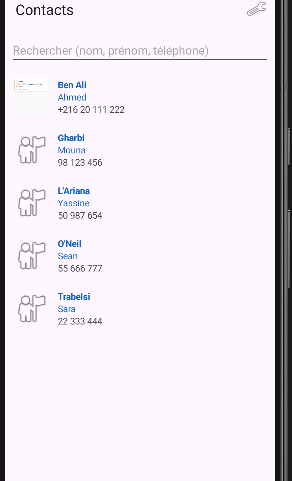 Contacts
Rechercher (nom, prénom, téléphone)
Ben Ali
Ahmed
+216 20 111 222
Gharbi
Mouna
98 123 456
L'Ariana
Yassine
50 987 654
O'Neil
Sean
55 666 777
Trabelsi
Sara
22 333 444